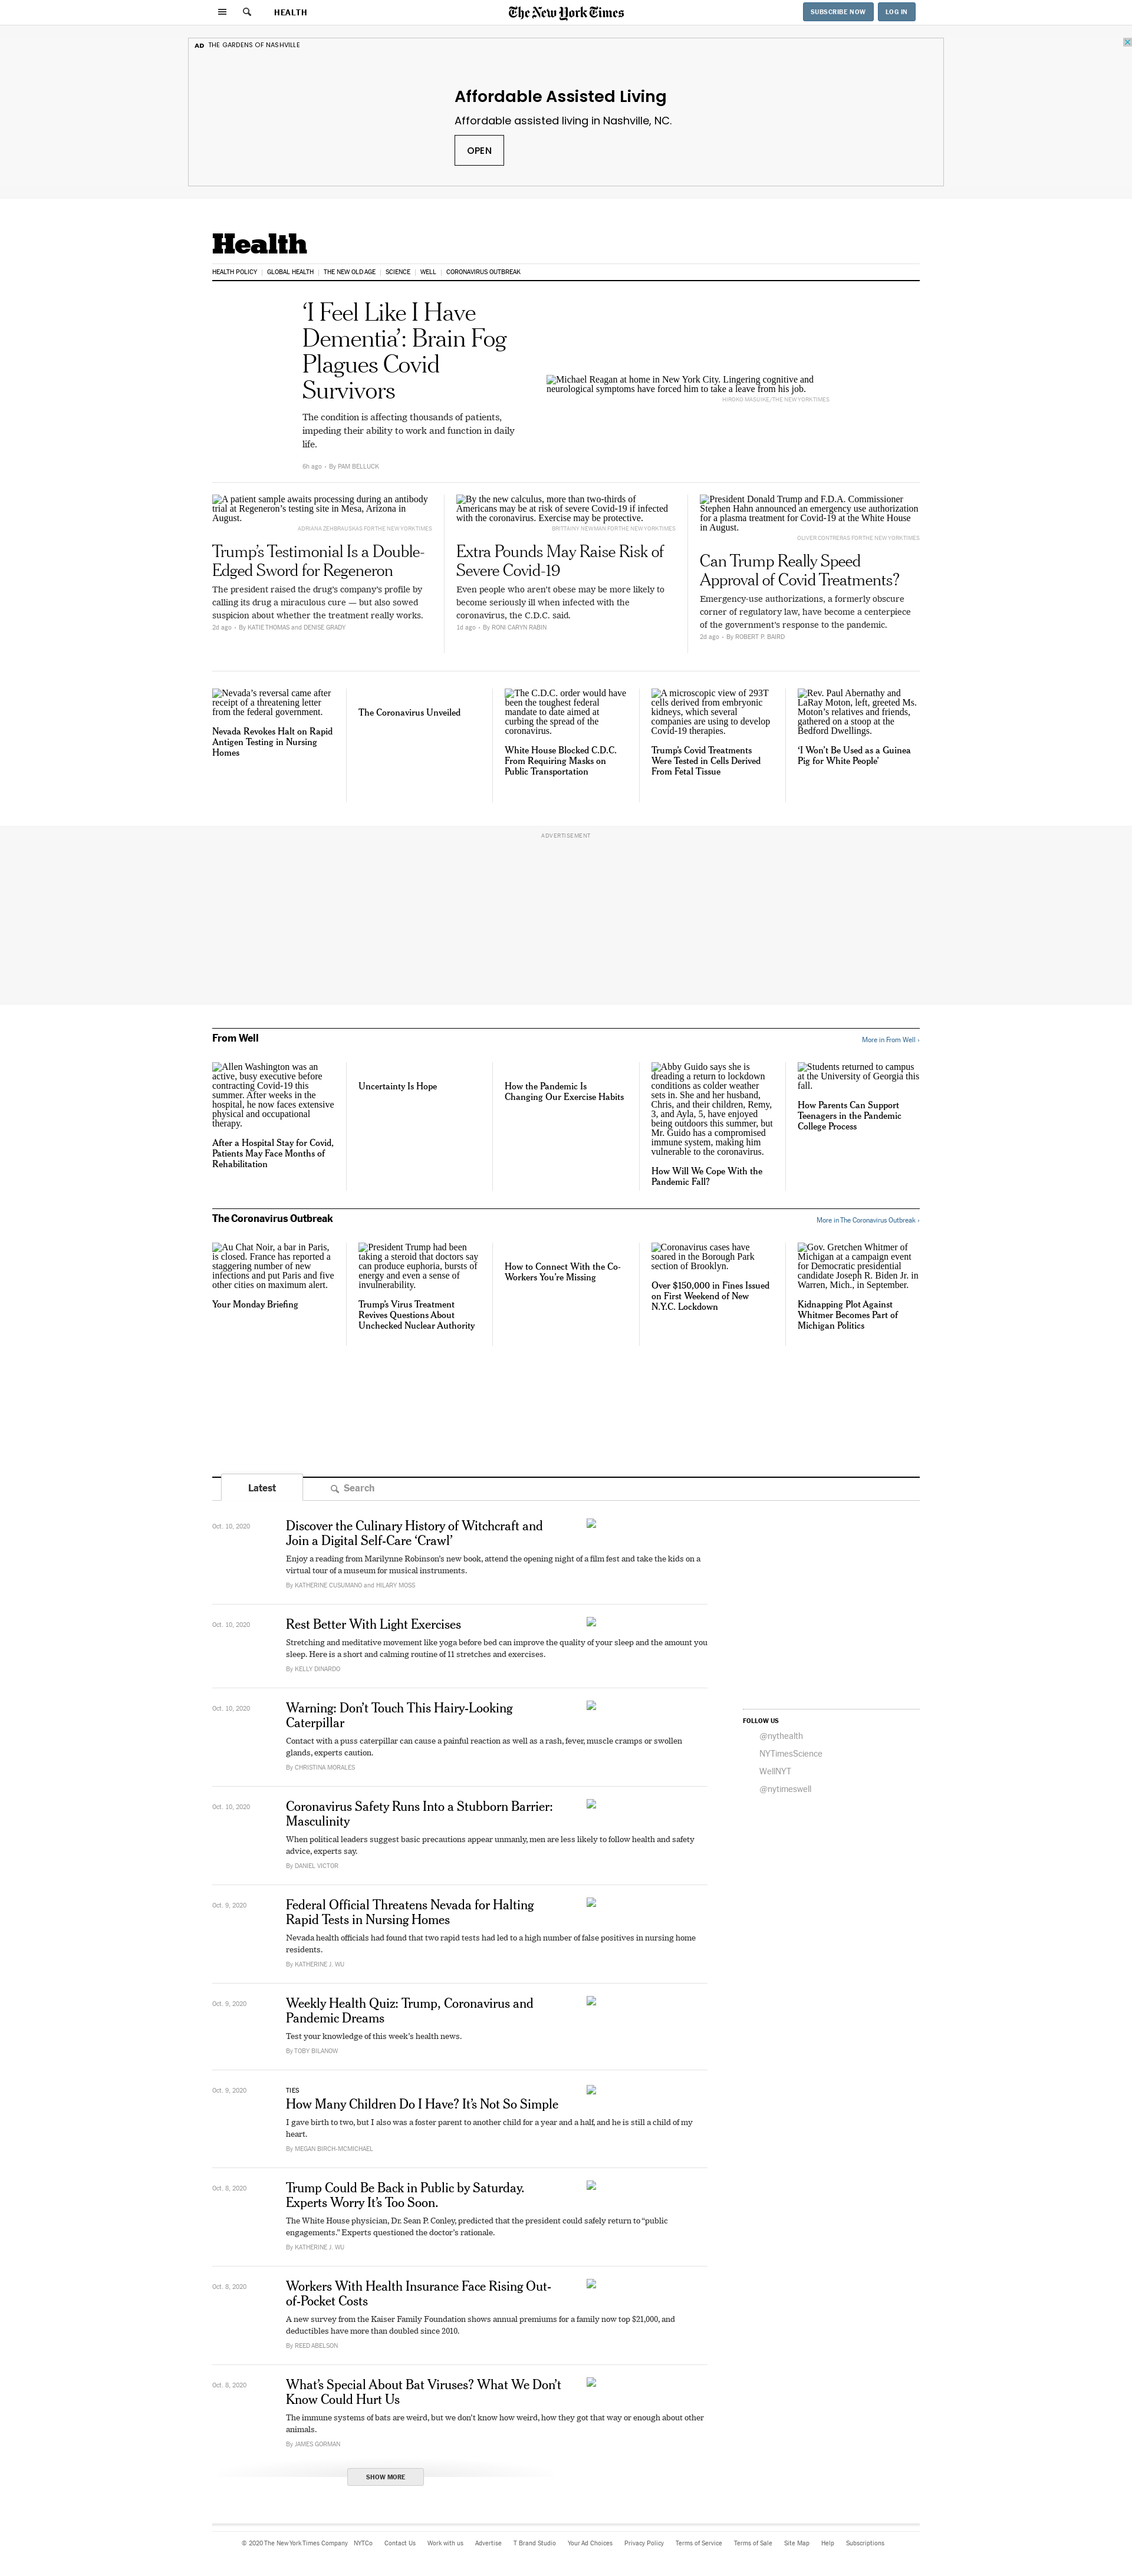 HEALTH
The New York Times
SUBSCRIBE NOW
LOG IN
AD THE GARDENS OF NASHVILLE
Affordable Assisted Living
Affordable assisted living in Nashville, NC.
OPEN
Health
HEALTH POLICY
GLOBAL HEALTH
THE NEW OLD AGE
SCIENCE
WELL
CORONAVIRUS OUTBREAK
‘I Feel Like I Have
Dementia’: Brain Fog
Plagues Covid
Survivors
The condition is affecting thousands of patients,
impeding their ability to work and function in daily
life.
6h ago • By PAM BELLUCK
Michael Reagan at home in New York City. Lingering cognitive and
neurological symptoms have forced him to take a leave from his job.
HIROKO MASUIKE/THE NEW YORK TIMES
A patient sample awaits processing during an antibody
trial at Regeneron’s testing site in Mesa, Arizona in
August.
ADRIANA ZEHBRAUSKAS FOR THE NEW YORK TIMES
Trump’s Testimonial Is a Double-
Edged Sword for Regeneron
The president raised the drug’s company’s profile by
calling its drug a miraculous cure — but also sowed
suspicion about whether the treatment really works.
2d ago • By KATIE THOMAS and DENISE GRADY
By the new calculus, more than two-thirds of
Americans may be at risk of severe Covid-19 if infected
with the coronavirus. Exercise may be protective.
BRITTAINY NEWMAN FOR THE NEW YORK TIMES
Extra Pounds May Raise Risk of
Severe Covid-19
Even people who aren’t obese may be more likely to
become seriously ill when infected with the
coronavirus, the C.D.C. said.
1d ago • By RONI CARYN RABIN
President Donald Trump and F.D.A. Commissioner
Stephen Hahn announced an emergency use authorization
for a plasma treatment for Covid-19 at the White House
in August.
OLIVER CONTRERAS FOR THE NEW YORK TIMES
Can Trump Really Speed
Approval of Covid Treatments?
Emergency-use authorizations, a formerly obscure
corner of regulatory law, have become a centerpiece
of the government’s response to the pandemic.
2d ago • By ROBERT P. BAIRD
Nevada’s reversal came after
receipt of a threatening letter
from the federal government.
Nevada Revokes Halt on Rapid
Antigen Testing in Nursing
Homes
The Coronavirus Unveiled
The C.D.C. order would have
been the toughest federal
mandate to date aimed at
curbing the spread of the
coronavirus.
White House Blocked C.D.C.
From Requiring Masks on
Public Transportation
A microscopic view of 293T
cells derived from embryonic
kidneys, which several
companies are using to develop
Covid-19 therapies.
Trump’s Covid Treatments
Were Tested in Cells Derived
From Fetal Tissue
Rev. Paul Abernathy and
LaRay Moton, left, greeted Ms.
Moton’s relatives and friends,
gathered on a stoop at the
Bedford Dwellings.
‘I Won’t Be Used as a Guinea
Pig for White People’
ADVERTISEMENT
From Well
More in From Well ›
Allen Washington was an
active, busy executive before
contracting Covid-19 this
summer. After weeks in the
hospital, he now faces extensive
physical and occupational
therapy.
After a Hospital Stay for Covid,
Patients May Face Months of
Rehabilitation
Uncertainty Is Hope
How the Pandemic Is
Changing Our Exercise Habits
Abby Guido says she is
dreading a return to lockdown
conditions as colder weather
sets in. She and her husband,
Chris, and their children, Remy,
3, and Ayla, 5, have enjoyed
being outdoors this summer, but
Mr. Guido has a compromised
immune system, making him
vulnerable to the coronavirus.
How Will We Cope With the
Pandemic Fall?
Students returned to campus
at the University of Georgia this
fall.
How Parents Can Support
Teenagers in the Pandemic
College Process
The Coronavirus Outbreak
More in The Coronavirus Outbreak ›
Au Chat Noir, a bar in Paris,
is closed. France has reported a
staggering number of new
infections and put Paris and five
other cities on maximum alert.
Your Monday Briefing
President Trump had been
taking a steroid that doctors say
can produce euphoria, bursts of
energy and even a sense of
invulnerability.
Trump’s Virus Treatment
Revives Questions About
Unchecked Nuclear Authority
How to Connect With the Co-
Workers You’re Missing
Coronavirus cases have
soared in the Borough Park
section of Brooklyn.
Over $150,000 in Fines Issued
on First Weekend of New
N.Y.C. Lockdown
Gov. Gretchen Whitmer of
Michigan at a campaign event
for Democratic presidential
candidate Joseph R. Biden Jr. in
Warren, Mich., in September.
Kidnapping Plot Against
Whitmer Becomes Part of
Michigan Politics
Latest
Search
Oct. 10, 2020
Discover the Culinary History of Witchcraft and
Join a Digital Self-Care ‘Crawl’
Enjoy a reading from Marilynne Robinson’s new book, attend the opening night of a film fest and take the kids on a
virtual tour of a museum for musical instruments.
By KATHERINE CUSUMANO and HILARY MOSS
Oct. 10, 2020
Rest Better With Light Exercises
Stretching and meditative movement like yoga before bed can improve the quality of your sleep and the amount you
sleep. Here is a short and calming routine of 11 stretches and exercises.
By KELLY DINARDO
Oct. 10, 2020
Warning: Don’t Touch This Hairy-Looking
Caterpillar
Contact with a puss caterpillar can cause a painful reaction as well as a rash, fever, muscle cramps or swollen
glands, experts caution.
By CHRISTINA MORALES
Oct. 10, 2020
Coronavirus Safety Runs Into a Stubborn Barrier:
Masculinity
When political leaders suggest basic precautions appear unmanly, men are less likely to follow health and safety
advice, experts say.
By DANIEL VICTOR
Oct. 9, 2020
Federal Official Threatens Nevada for Halting
Rapid Tests in Nursing Homes
Nevada health officials had found that two rapid tests had led to a high number of false positives in nursing home
residents.
By KATHERINE J. WU
Oct. 9, 2020
Weekly Health Quiz: Trump, Coronavirus and
Pandemic Dreams
Test your knowledge of this week’s health news.
By TOBY BILANOW
Oct. 9, 2020
TIES
How Many Children Do I Have? It’s Not So Simple
I gave birth to two, but I also was a foster parent to another child for a year and a half, and he is still a child of my
heart.
By MEGAN BIRCH-MCMICHAEL
Oct. 8, 2020
Trump Could Be Back in Public by Saturday.
Experts Worry It’s Too Soon.
The White House physician, Dr. Sean P. Conley, predicted that the president could safely return to “public
engagements.” Experts questioned the doctor’s rationale.
By KATHERINE J. WU
Oct. 8, 2020
Workers With Health Insurance Face Rising Out-
of-Pocket Costs
A new survey from the Kaiser Family Foundation shows annual premiums for a family now top $21,000, and
deductibles have more than doubled since 2010.
By REED ABELSON
Oct. 8, 2020
What’s Special About Bat Viruses? What We Don’t
Know Could Hurt Us
The immune systems of bats are weird, but we don’t know how weird, how they got that way or enough about other
animals.
By JAMES GORMAN
SHOW MORE
FOLLOW US
@nythealth
NYTimesScience
WellNYT
@nytimeswell
© 2020 The New York Times Company
NYTCo
Contact Us
Work with us
Advertise
T Brand Studio
Your Ad Choices
Privacy Policy
Terms of Service
Terms of Sale
Site Map
Help
Subscriptions